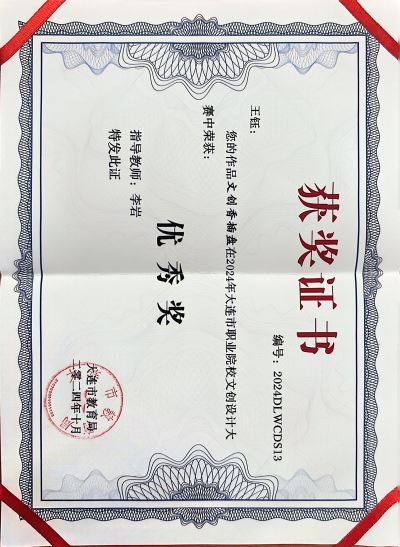 获奖证书
编号：2024DLWCDS13
王钰：
您的作品文创香插盘在2024年大连市职业院校文创设计大
赛中荣获：
优秀奖
指导教师：李岩
特发此证
大连市教育局
二零二四年十月